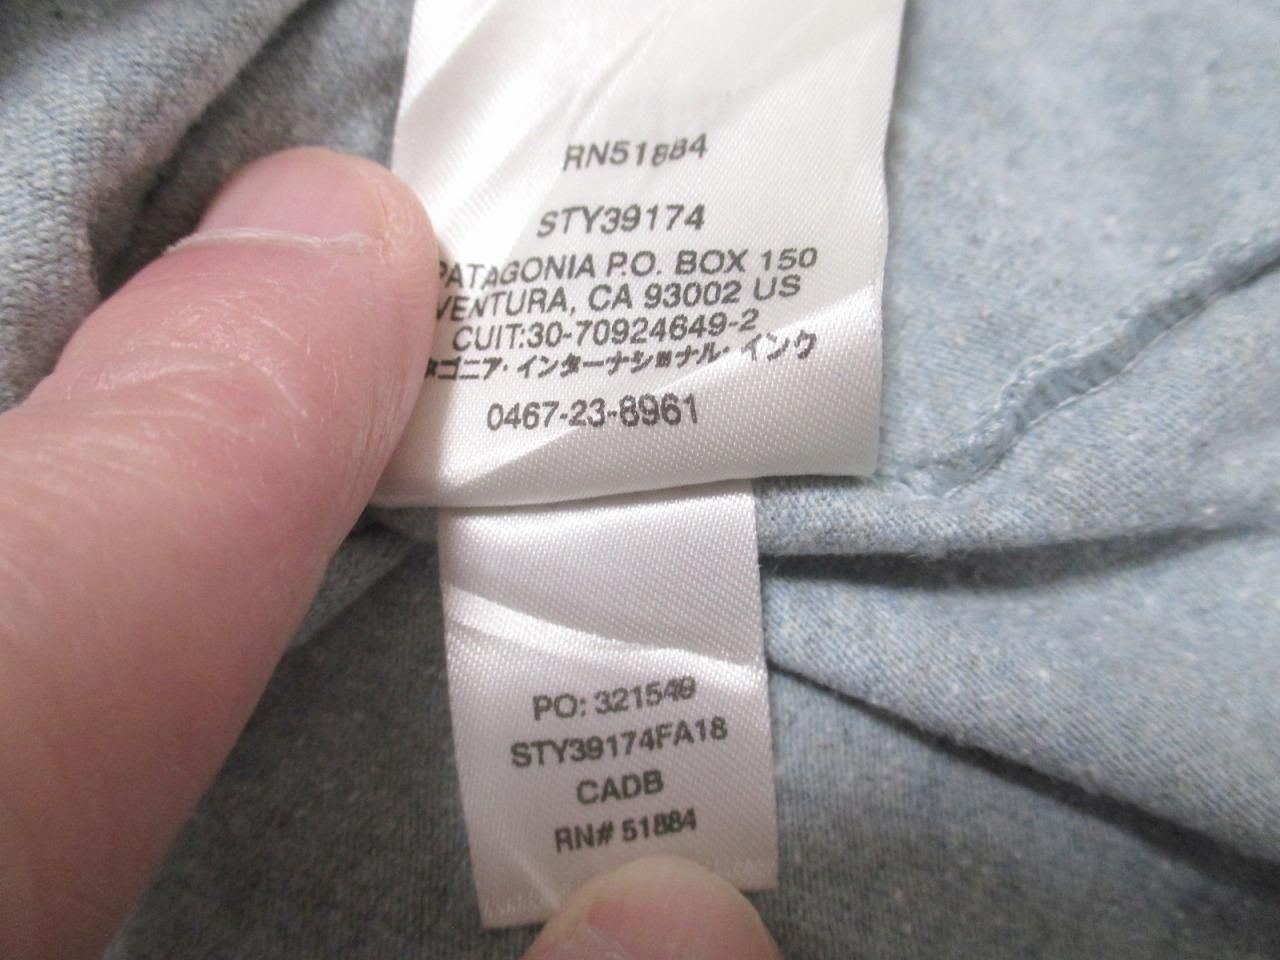 RN51884
STY39174
PATAGONIA P.O. BOX 150
VENTURA, CA 93002 US
CUIT:30-70924649-2
タゴニア・インターナショナル・インク
0467-23-8961
PO: 321549
STY39174FA18
CADB
RN# 51884